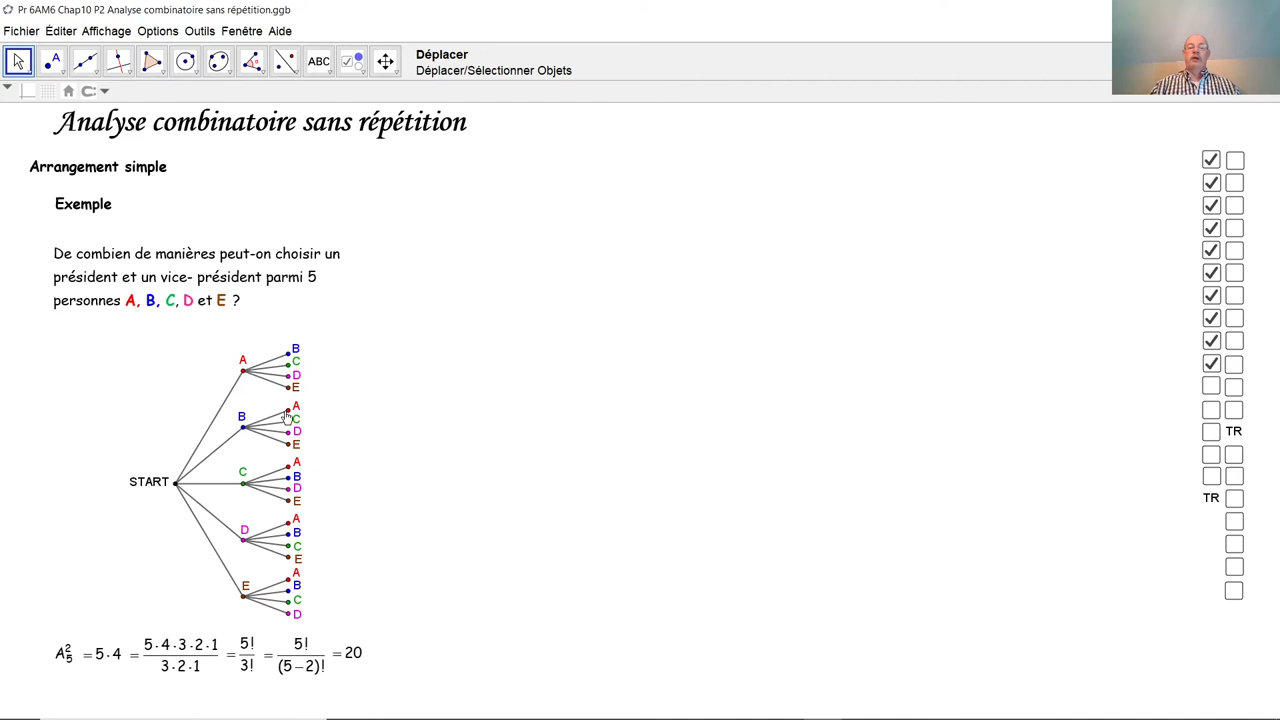 Pr 6AM6 Chap10 P2 Analyse combinatoire sans répétition.ggb
Fichier Éditer Affichage Options Outils Fenêtre Aide
A
ABC
Déplacer
Déplacer/Sélectionner Objets
Analyse combinatoire sans répétition
Arrangement simple
Exemple
De combien de manières peut-on choisir un
président et un vice- président parmi 5
personnes A, B, C, D et E ?
START
A
B
C
D
E
B
A
C
D
E
C
A
B
D
E
D
A
B
C
E
E
A
B
C
D
TR
TR
A₅² = 5·4 = (5·4·3·2·1)/(3·2·1) = 5!/3! = 5!/(5–2)! = 20